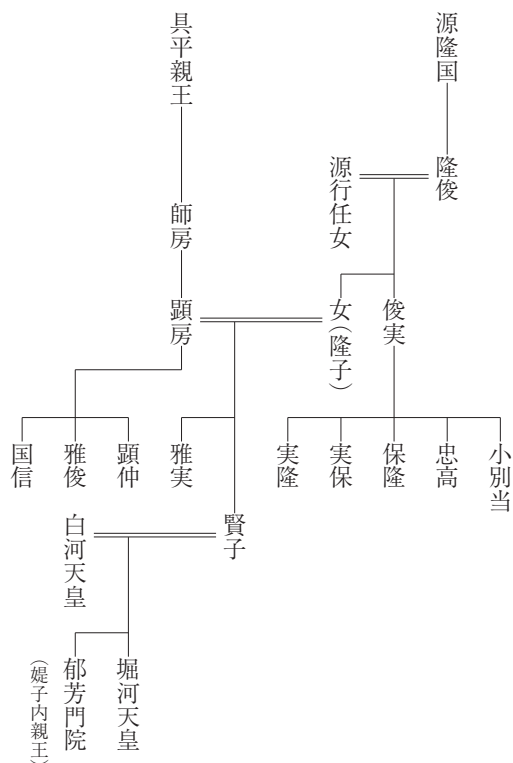 源隆国
隆俊
源行任女
俊実
女(隆子)
小別当
忠高
保隆
実保
実隆
具平親王
師房
顕房
賢子
雅実
顕仲
雅俊
国信
白河天皇
堀河天皇
郁芳門院
(媞子内親王)